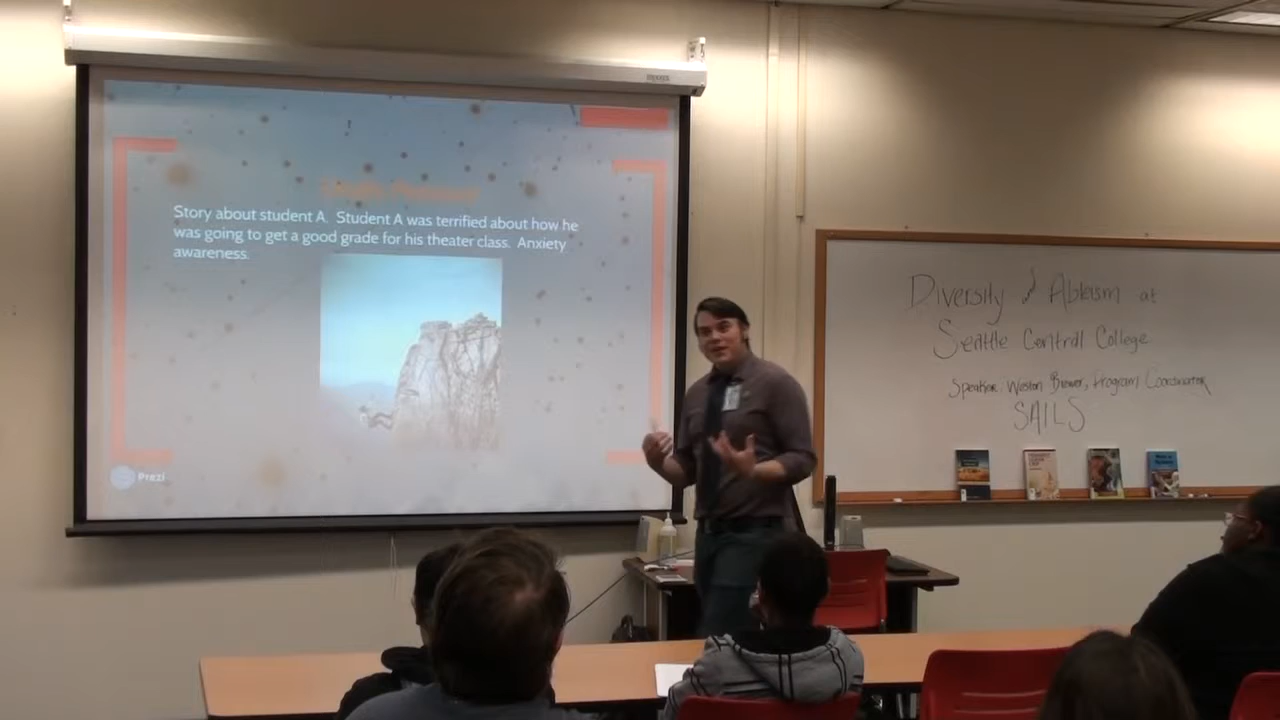 Story about student A. Student A was terrified about how he
was going to get a good grade for his theater class. Anxiety
awareness.
Prezi
Diversity & Ableism at
Seattle Central College
Speaker: Weston Brewer, Program Coordinator
SAILS